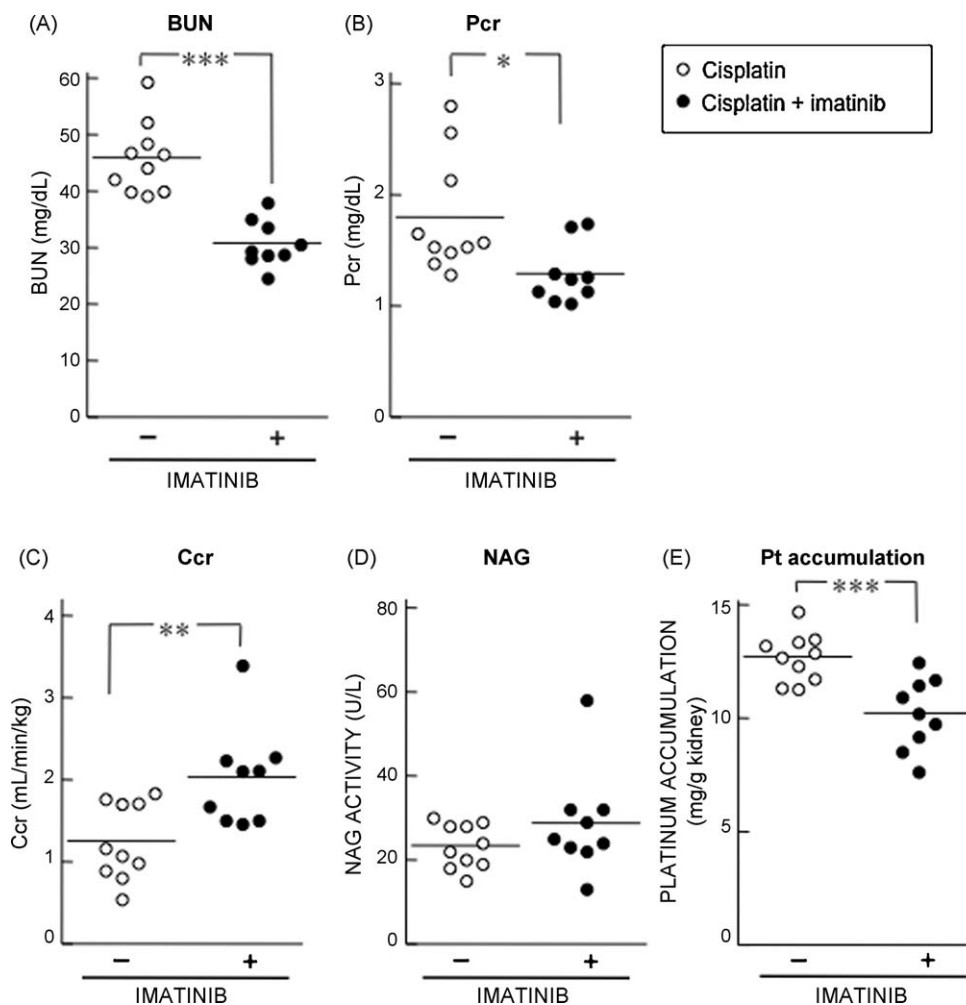 (A) BUN
***
BUN (mg/dL)
60
50
40
30
20
10
0
− +
IMATINIB
(B) Pcr
*
Pcr (mg/dL)
3
2
1
0
− +
IMATINIB
Cisplatin
Cisplatin + imatinib
(C) Ccr
**
Ccr (mL/min/kg)
4
3
2
1
0
− +
IMATINIB
(D) NAG
NAG ACTIVITY (U/L)
80
60
40
20
0
− +
IMATINIB
(E) Pt accumulation
***
PLATINUM ACCUMULATION
(mg/g kidney)
15
10
5
0
− +
IMATINIB